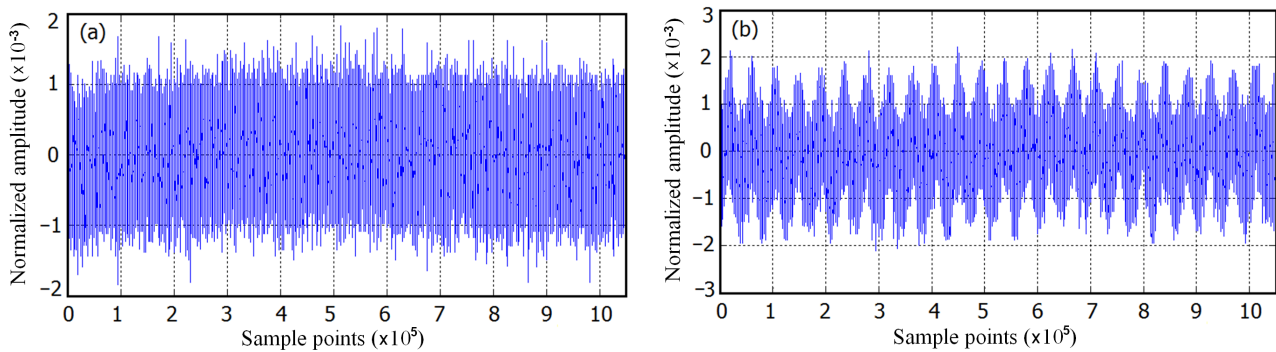 (a)
Normalized amplitude (×10⁻³)
2
1
0
−1
−2
0 1 2 3 4 5 6 7 8 9 10
Sample points (×10⁵)
(b)
Normalized amplitude (×10⁻³)
3
2
1
0
−1
−2
−3
0 1 2 3 4 5 6 7 8 9 10
Sample points (×10⁵)